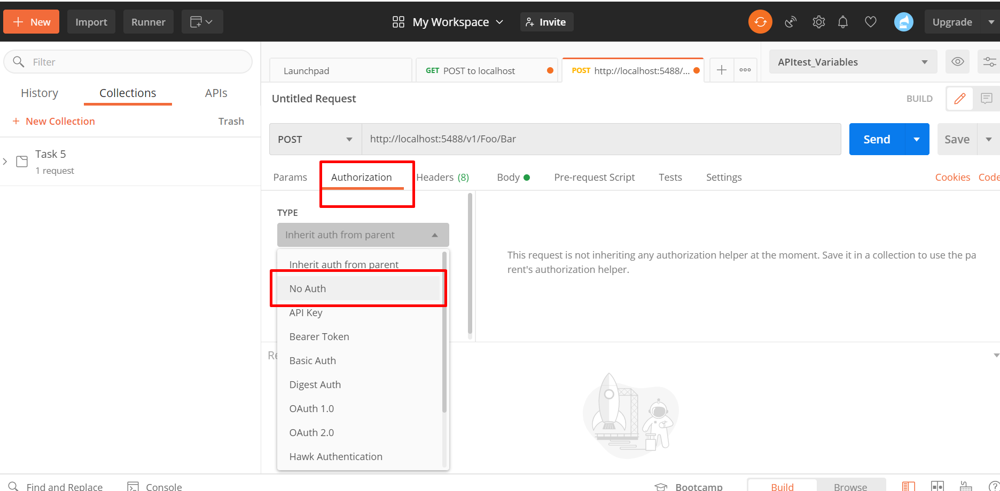 New
Import
Runner
My Workspace
Invite
Upgrade
Filter
History
Collections
APIs
New Collection
Trash
Task 5
1 request
Launchpad
GET POST to localhost
POST http://localhost:5488/...
APItest_Variables
Untitled Request
BUILD
POST
http://localhost:5488/v1/Foo/Bar
Send
Save
Params
Authorization
Headers (8)
Body
Pre-request Script
Tests
Settings
Cookies
Code
TYPE
Inherit auth from parent
Inherit auth from parent
No Auth
API Key
Bearer Token
Basic Auth
Digest Auth
OAuth 1.0
OAuth 2.0
Hawk Authentication
This request is not inheriting any authorization helper at the moment. Save it in a collection to use the pa
rent's authorization helper.
Re
Find and Replace
Console
Bootcamp
Build
Browse